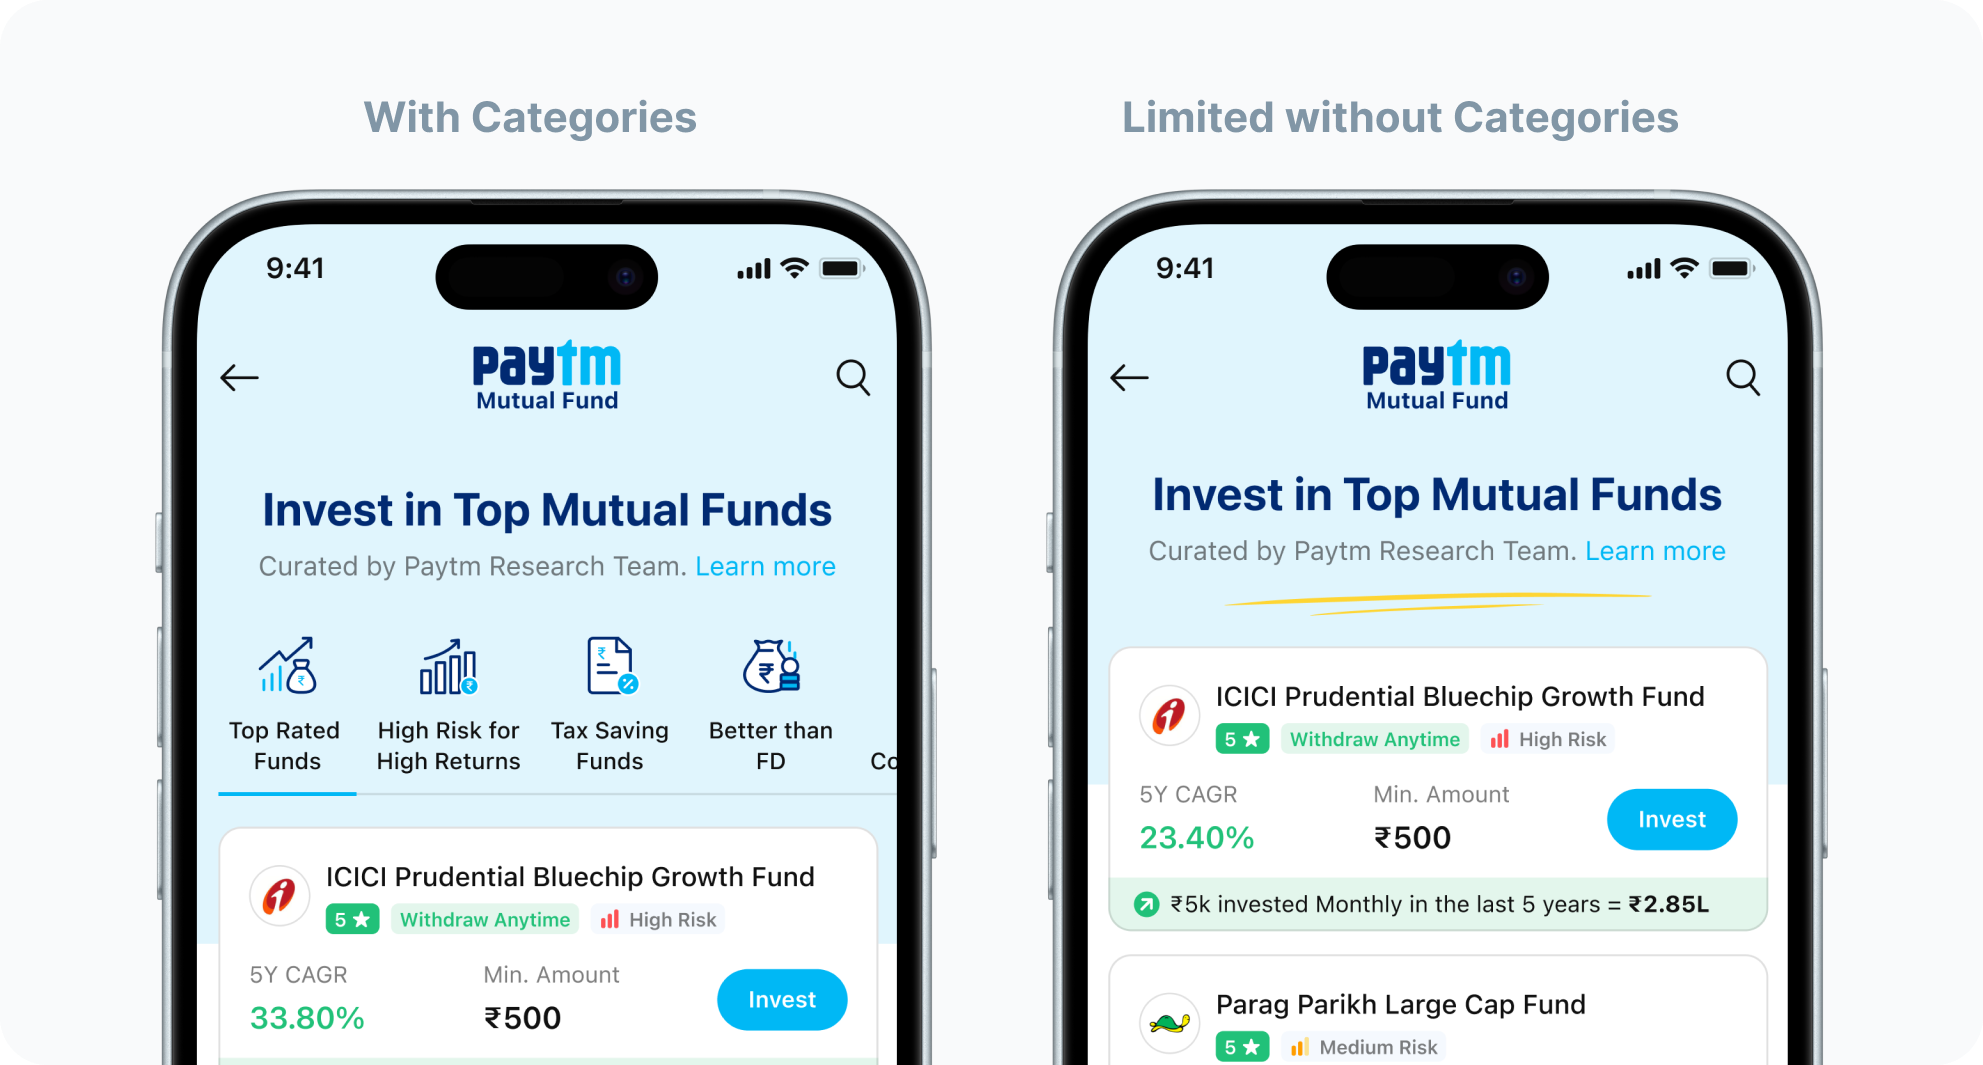 With Categories
9:41
paytm
Mutual Fund
Invest in Top Mutual Funds
Curated by Paytm Research Team. Learn more
Top Rated
Funds
High Risk for
High Returns
Tax Saving
Funds
Better than
FD
Co
ICICI Prudential Bluechip Growth Fund
5 ★ Withdraw Anytime High Risk
5Y CAGR Min. Amount
33.80% ₹500
Invest
Limited without Categories
9:41
paytm
Mutual Fund
Invest in Top Mutual Funds
Curated by Paytm Research Team. Learn more
ICICI Prudential Bluechip Growth Fund
5 ★ Withdraw Anytime High Risk
5Y CAGR Min. Amount
23.40% ₹500
Invest
₹5k invested Monthly in the last 5 years = ₹2.85L
Parag Parikh Large Cap Fund
5 ★ Medium Risk